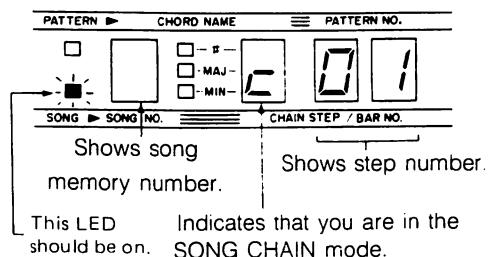 PATTERN ▶ CHORD NAME PATTERN NO.
#
MAJ
MIN
c 01
SONG ▶ SONG NO. CHAIN STEP / BAR NO.
Shows song
memory number.
Shows step number.
This LED
should be on.
Indicates that you are in the
SONG CHAIN mode.